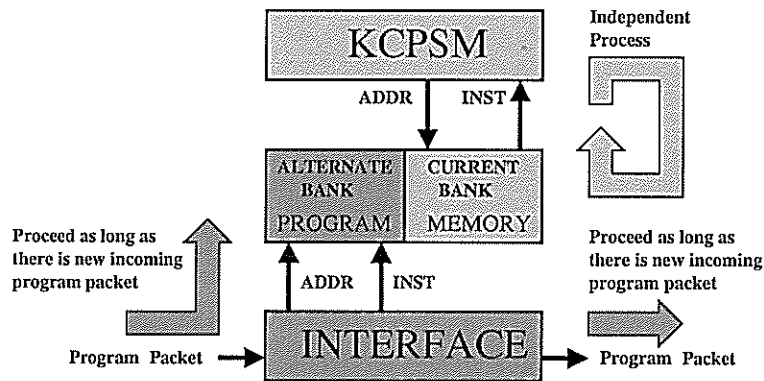 KCPSM
Independent
Process
ADDR INST
ALTERNATE
BANK
PROGRAM
CURRENT
BANK
MEMORY
Proceed as long as
there is new incoming
program packet
ADDR INST
Proceed as long as
there is new incoming
program packet
Program Packet
INTERFACE
Program Packet